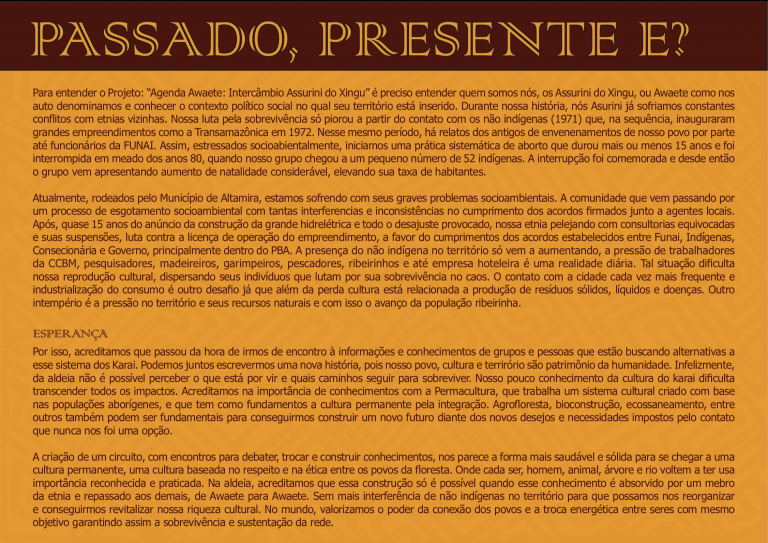 PASSADO, PRESENTE E?
Para entender o Projeto: “Agenda Awaete: Intercâmbio Assurini do Xingu” é preciso entender quem somos nós, os Assurini do Xingu, ou Awaete como nos
auto denominamos e conhecer o contexto político social no qual seu território está inserido. Durante nossa história, nós Asurini já sofriamos constantes
conflitos com etnias vizinhas. Nossa luta pela sobrevivência só piorou a partir do contato com os não indígenas (1971) que, na sequência, inauguraram
grandes empreendimentos como a Transamazônica em 1972. Nesse mesmo período, há relatos dos antigos de envenenamentos de nosso povo por parte
até funcionários da FUNAI. Assim, estressados socioabientalmente, iniciamos uma prática sistemática de aborto que durou mais ou menos 15 anos e foi
interrompida em meado dos anos 80, quando nosso grupo chegou a um pequeno número de 52 indígenas. A interrupção foi comemorada e desde então
o grupo vem apresentando aumento de natalidade considerável, elevando sua taxa de habitantes.
Atualmente, rodeados pelo Município de Altamira, estamos sofrendo com seus graves problemas socioambientais. A comunidade que vem passando por
um processo de esgotamento socioambiental com tantas interferencias e inconsistências no cumprimento dos acordos firmados junto a agentes locais.
Após, quase 15 anos do anúncio da construção da grande hidrelétrica e todo o desajuste provocado, nossa etnia pelejando com consultorias equivocadas
e suas suspensões, luta contra a licença de operação do empreendimento, a favor do cumprimentos dos acordos estabelecidos entre Funai, Indígenas,
Consecionária e Governo, principalmente dentro do PBA. A presença do não indígena no território só vem a aumentando, a pressão de trabalhadores
da CCBM, pesquisadores, madeireiros, garimpeiros, pescadores, ribeirinhos e até empresa hoteleira é uma realidade diária. Tal situação dificulta
nossa reprodução cultural, dispersando seus indivíduos que lutam por sua sobrevivência no caos. O contato com a cidade cada vez mais frequente e
industrialização do consumo é outro desafio já que além da perda cultura está relacionada a produção de resíduos sólidos, líquidos e doenças. Outro
intempério é a pressão no território e seus recursos naturais e com isso o avanço da população ribeirinha.
ESPERANÇA
Por isso, acreditamos que passou da hora de irmos de encontro à informações e conhecimentos de grupos e pessoas que estão buscando alternativas a
esse sistema dos Karai. Podemos juntos escrevermos uma nova história, pois nosso povo, cultura e terrirório são patrimônio da humanidade. Infelizmente,
da aldeia não é possível perceber o que está por vir e quais caminhos seguir para sobreviver. Nosso pouco conhecimento da cultura do karai dificulta
transcender todos os impactos. Acreditamos na importância de conhecimentos com a Permacultura, que trabalha um sistema cultural criado com base
nas populações aborígenes, e que tem como fundamentos a cultura permanente pela integração. Agrofloresta, bioconstrução, ecossaneamento, entre
outros também podem ser fundamentais para conseguirmos construir um novo futuro diante dos novos desejos e necessidades impostos pelo contato
que nunca nos foi uma opção.
A criação de um circuito, com encontros para debater, trocar e construir conhecimentos, nos parece a forma mais saudável e sólida para se chegar a uma
cultura permanente, uma cultura baseada no respeito e na ética entre os povos da floresta. Onde cada ser, homem, animal, árvore e rio voltem a ter usa
importância reconhecida e praticada. Na aldeia, acreditamos que essa construção só é possível quando esse conhecimento é absorvido por um mebro
da etnia e repassado aos demais, de Awaete para Awaete. Sem mais interferência de não indígenas no território para que possamos nos reorganizar
e conseguirmos revitalizar nossa riqueza cultural. No mundo, valorizamos o poder da conexão dos povos e a troca energética entre seres com mesmo
objetivo garantindo assim a sobrevivência e sustentação da rede.